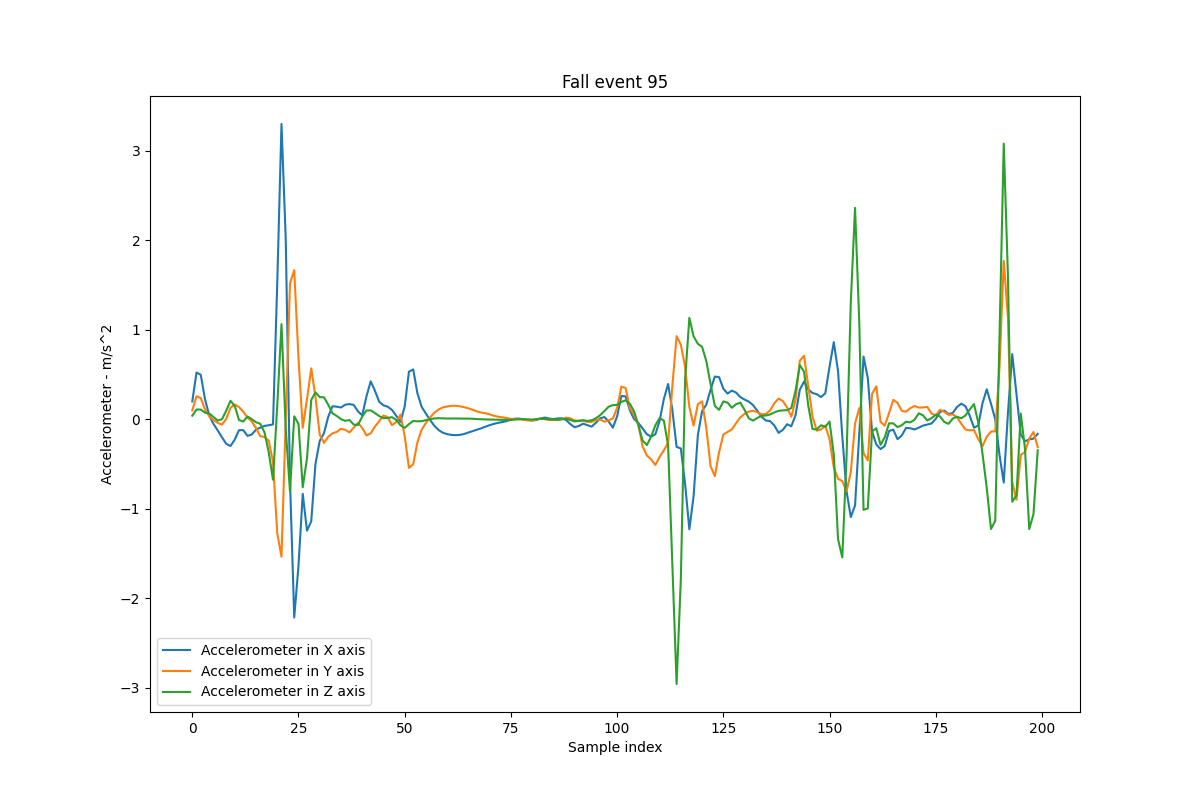 Fall event 95
Accelerometer - m/s^2
3
2
1
0
−1
−2
−3
Accelerometer in X axis
Accelerometer in Y axis
Accelerometer in Z axis
0 25 50 75 100 125 150 175 200
Sample index